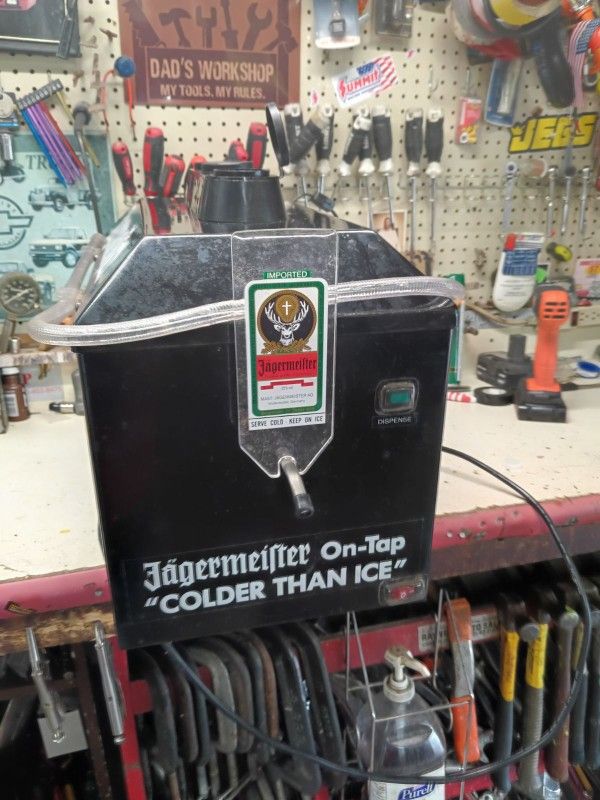 DAD'S WORKSHOP
MY TOOLS, MY RULES.
SUMMIT
JEGS
IMPORTED
Jägermeister
SERVE COLD KEEP ON ICE
DISPENSE
Jägermeister On-Tap
"COLDER THAN ICE"
Purell